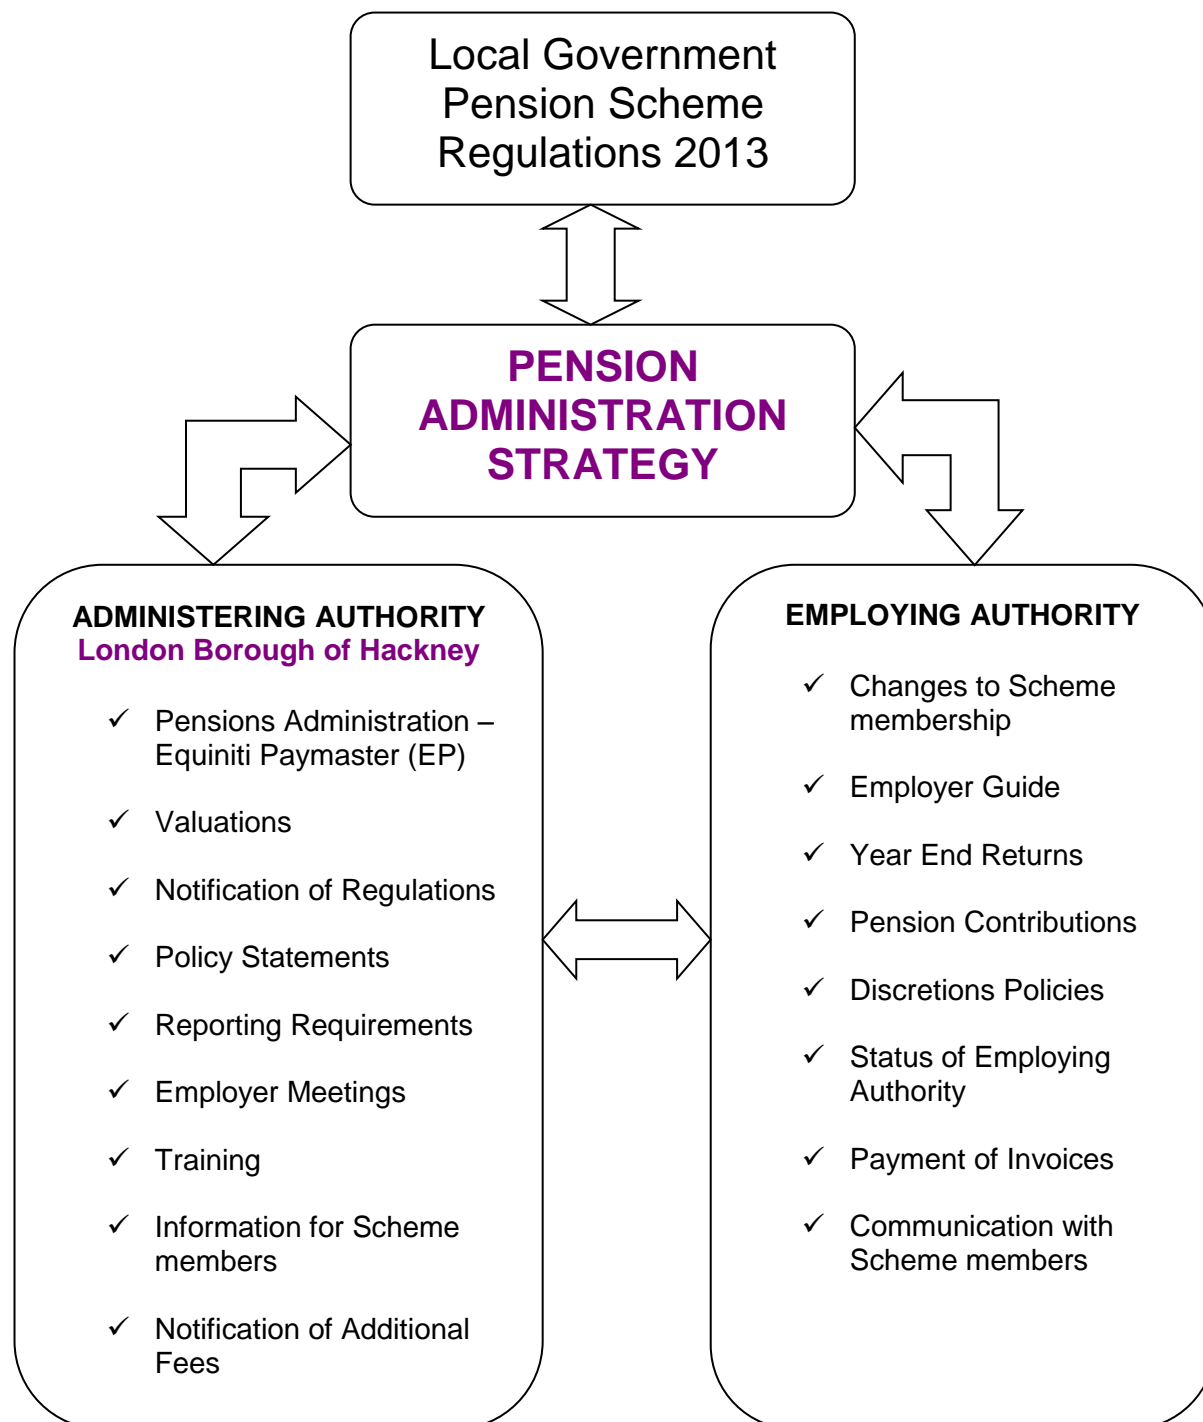 Local Government
Pension Scheme
Regulations 2013
PENSION
ADMINISTRATION
STRATEGY
ADMINISTERING AUTHORITY
London Borough of Hackney
✓ Pensions Administration –
Equiniti Paymaster (EP)
✓ Valuations
✓ Notification of Regulations
✓ Policy Statements
✓ Reporting Requirements
✓ Employer Meetings
✓ Training
✓ Information for Scheme
members
✓ Notification of Additional
Fees
EMPLOYING AUTHORITY
✓ Changes to Scheme
membership
✓ Employer Guide
✓ Year End Returns
✓ Pension Contributions
✓ Discretions Policies
✓ Status of Employing
Authority
✓ Payment of Invoices
✓ Communication with
Scheme members